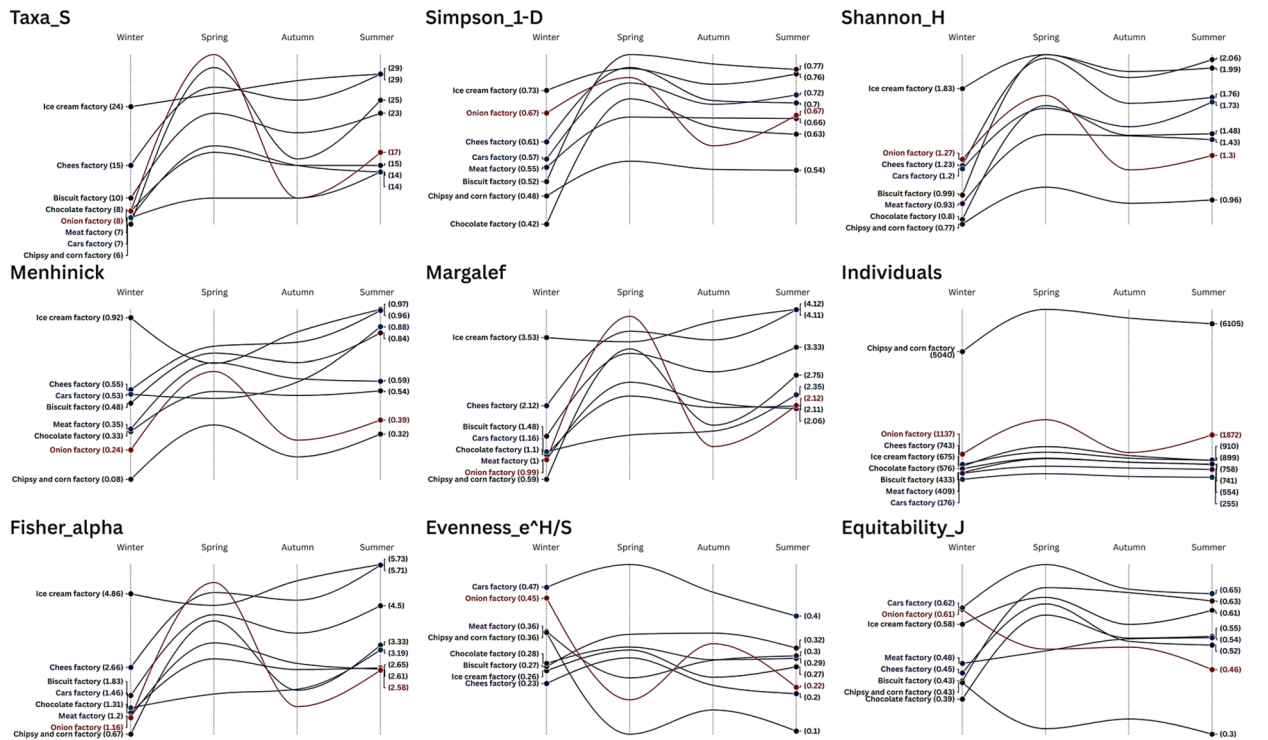 Taxa_S
Winter Spring Autumn Summer
Ice cream factory (24)
Chees factory (15)
Biscuit factory (10)
Chocolate factory (8)
Onion factory (8)
Meat factory (7)
Cars factory (7)
Chipsy and corn factory (6)
(29)
(29)
(25)
(23)
(17)
(15)
(14)
(14)
Simpson_1-D
Winter Spring Autumn Summer
Ice cream factory (0.73)
Onion factory (0.67)
Chees factory (0.61)
Cars factory (0.57)
Meat factory (0.55)
Biscuit factory (0.52)
Chipsy and corn factory (0.48)
Chocolate factory (0.42)
(0.77)
(0.76)
(0.72)
(0.7)
(0.67)
(0.66)
(0.63)
(0.54)
Shannon_H
Winter Spring Autumn Summer
Ice cream factory (1.83)
Onion factory (1.27)
Chees factory (1.23)
Cars factory (1.2)
Biscuit factory (0.99)
Meat factory (0.93)
Chocolate factory (0.8)
Chipsy and corn factory (0.77)
(2.06)
(1.99)
(1.76)
(1.73)
(1.48)
(1.43)
(1.3)
(0.96)
Menhinick
Winter Spring Autumn Summer
Ice cream factory (0.92)
Chees factory (0.55)
Cars factory (0.53)
Biscuit factory (0.48)
Meat factory (0.35)
Chocolate factory (0.33)
Onion factory (0.24)
Chipsy and corn factory (0.08)
(0.97)
(0.96)
(0.88)
(0.84)
(0.59)
(0.54)
(0.39)
(0.32)
Margalef
Winter Spring Autumn Summer
Ice cream factory (3.53)
Chees factory (2.12)
Biscuit factory (1.48)
Cars factory (1.16)
Chocolate factory (1.1)
Meat factory (1)
Onion factory (0.99)
Chipsy and corn factory (0.59)
(4.12)
(4.11)
(3.33)
(2.75)
(2.35)
(2.12)
(2.11)
(2.06)
Individuals
Winter Spring Autumn Summer
Chipsy and corn factory
(5040)
Onion factory (1137)
Chees factory (743)
Ice cream factory (675)
Chocolate factory (576)
Biscuit factory (433)
Meat factory (409)
Cars factory (176)
(6105)
(1872)
(910)
(899)
(758)
(741)
(554)
(255)
Fisher_alpha
Winter Spring Autumn Summer
Ice cream factory (4.86)
Chees factory (2.66)
Biscuit factory (1.83)
Cars factory (1.46)
Chocolate factory (1.31)
Meat factory (1.2)
Onion factory (1.16)
Chipsy and corn factory (0.67)
(5.73)
(5.71)
(4.5)
(3.33)
(3.19)
(2.65)
(2.61)
(2.58)
Evenness_e^H/S
Winter Spring Autumn Summer
Cars factory (0.47)
Onion factory (0.45)
Meat factory (0.36)
Chipsy and corn factory (0.36)
Chocolate factory (0.28)
Biscuit factory (0.27)
Ice cream factory (0.26)
Chees factory (0.23)
(0.4)
(0.32)
(0.3)
(0.29)
(0.27)
(0.22)
(0.2)
(0.1)
Equitability_J
Winter Spring Autumn Summer
Cars factory (0.62)
Onion factory (0.61)
Ice cream factory (0.58)
Meat factory (0.48)
Chees factory (0.45)
Biscuit factory (0.43)
Chipsy and corn factory (0.43)
Chocolate factory (0.39)
(0.65)
(0.63)
(0.61)
(0.55)
(0.54)
(0.52)
(0.46)
(0.3)